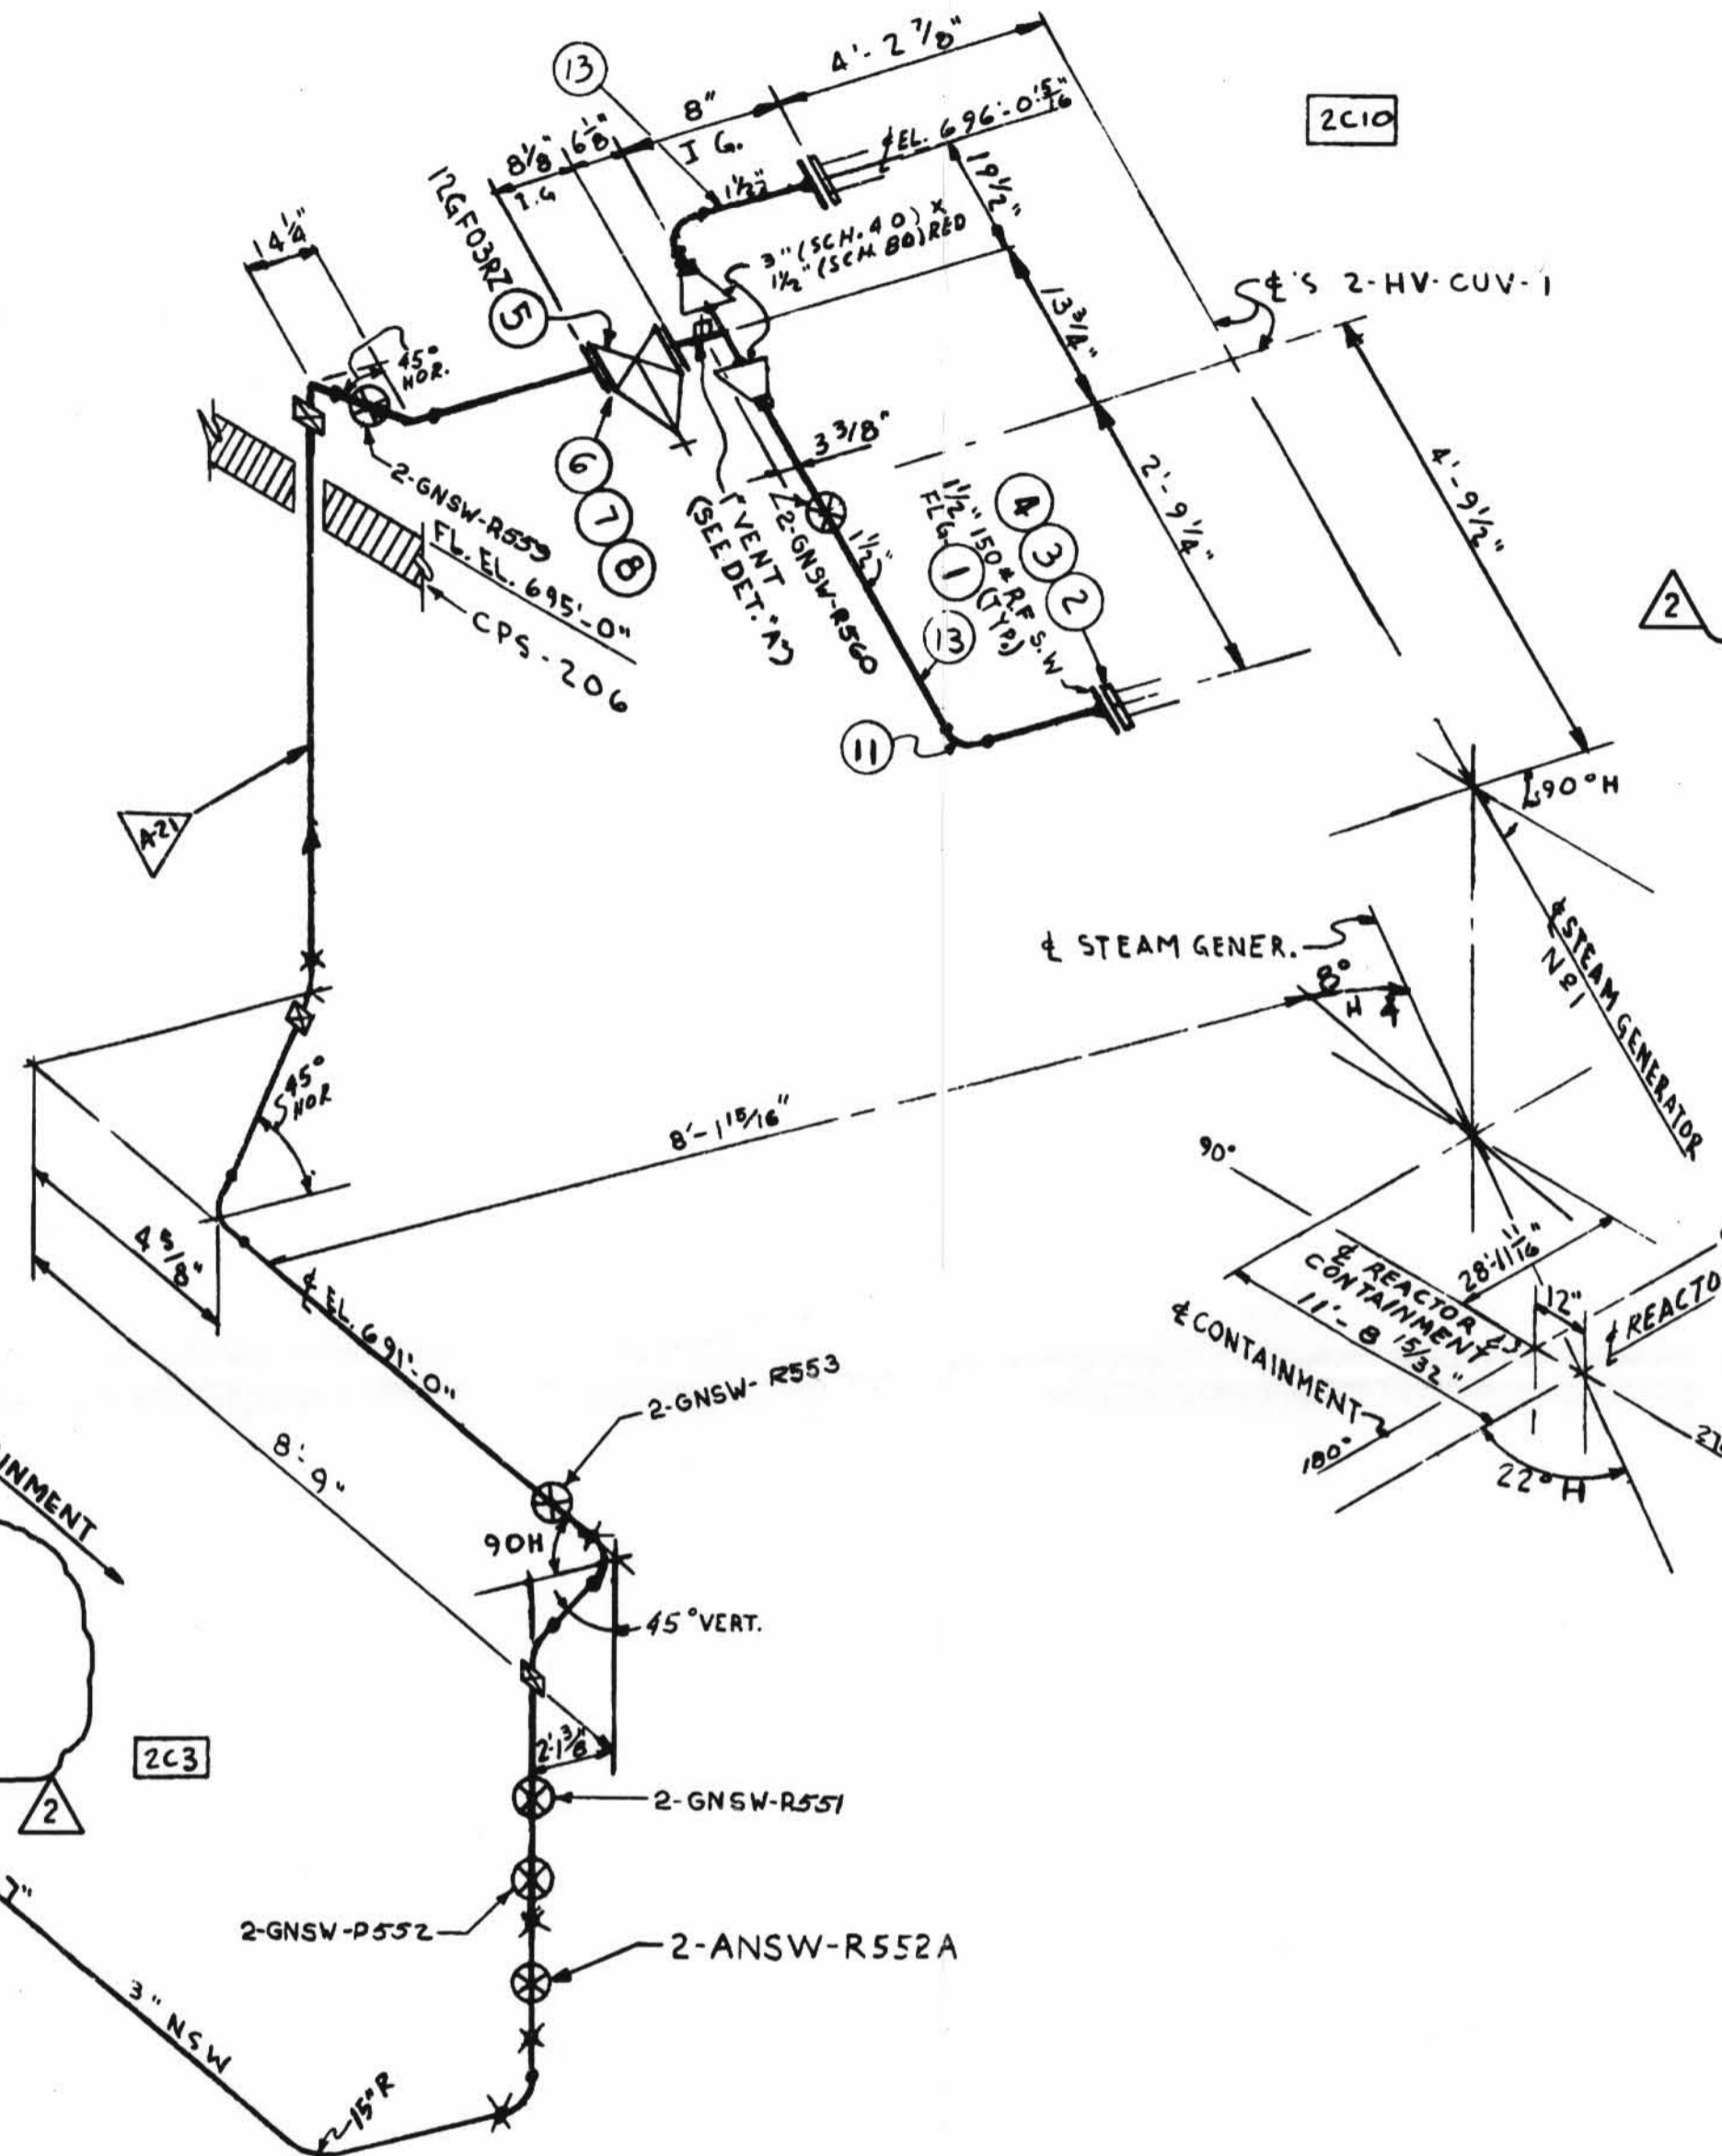 13
4'-2 7/8"
8"
I G.
6 1/8"
8 1/8"
I.G
¢ EL. 696'-0 15/16"
2C10
1 1/2"
19 1/2"
12GF03RZ
14 1/4"
3" (SCH. 40) X
1 1/2" (SCH. 80) RED
¢'S 2-HV-CUV-1
5
13 3/4"
45°
HOR.
3 3/8"
4'-9 1/2"
2'-9 1/4"
2-GNSW-R559
6
7
8
FL. EL. 695'-0"
CPS-206
1" VENT
(SEE DET. "A")
2-GNSW-R560
1 1/2"
1 1/2" 150# RF S.W
FLG. 1 (TYP.)
4
3
2
13
11
2
A-21
90° H
¢ STEAM GENER.
8°
H 4
¢ STEAM GENERATOR
Nº1
45°
HOR
8'-1 15/16"
90°
4 5/8"
¢ EL. 691'-0"
28'-11 1/16"
¢ REACTOR
CONTAINMENT
12"
11'-8 15/32"
¢ REACTO
¢ CONTAINMENT
180°
22° H
2-GNSW-R553
8'-9"
INMENT
90H
45° VERT.
2C3
2
2'-1 3/8"
2-GNSW-R551
2-GNSW-P552
2-ANSW-R552A
3" NSW
15" R